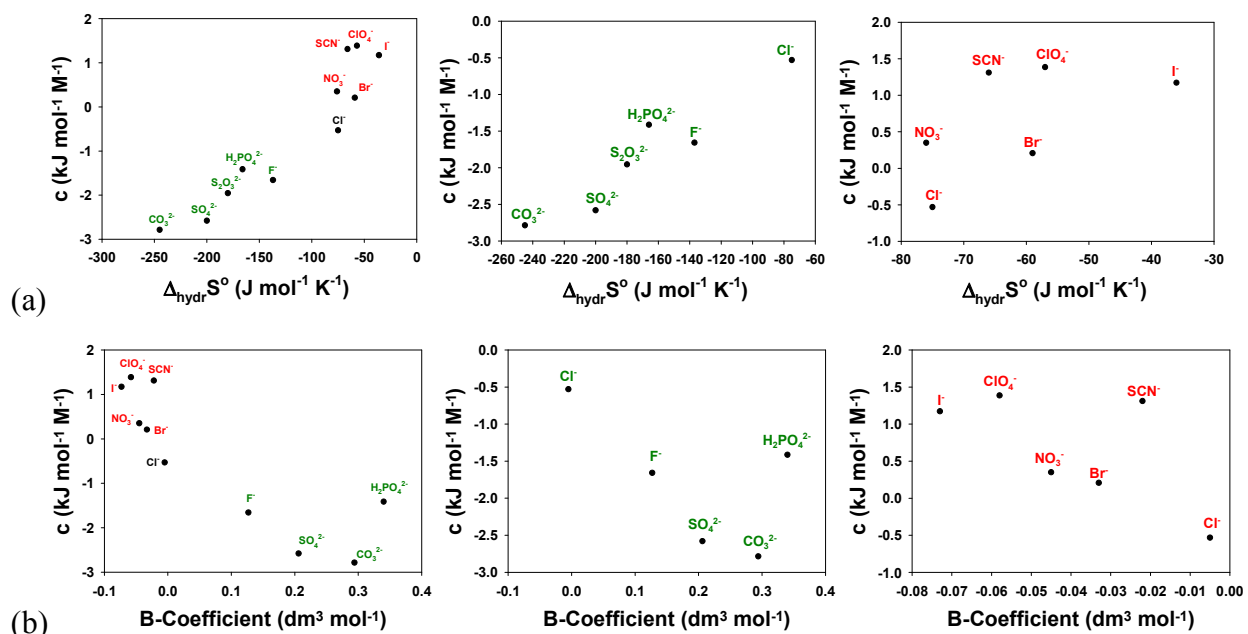 (a)
c (kJ mol⁻¹ M⁻¹)
2
1
0
-1
-2
-3
SCN⁻
ClO₄⁻
I⁻
NO₃⁻
Br⁻
Cl⁻
H₂PO₄²⁻
F⁻
S₂O₃²⁻
SO₄²⁻
CO₃²⁻
-300 -250 -200 -150 -100 -50 0
Δhydr S° (J mol⁻¹ K⁻¹)
c (kJ mol⁻¹ M⁻¹)
0.0
-0.5
-1.0
-1.5
-2.0
-2.5
-3.0
Cl⁻
H₂PO₄²⁻
F⁻
S₂O₃²⁻
SO₄²⁻
CO₃²⁻
-240 -220 -200 -180 -160 -140 -120 -100 -80 -60
Δhydr S° (J mol⁻¹ K⁻¹)
c (kJ mol⁻¹ M⁻¹)
2.0
1.5
1.0
0.5
0.0
-0.5
-1.0
SCN⁻
ClO₄⁻
I⁻
NO₃⁻
Br⁻
Cl⁻
-80 -70 -60 -50 -40 -30
Δhydr S° (J mol⁻¹ K⁻¹)
(b)
c (kJ mol⁻¹ M⁻¹)
2
1
0
-1
-2
-3
ClO₄⁻
SCN⁻
I⁻
NO₃⁻
Br⁻
Cl⁻
H₂PO₄²⁻
F⁻
SO₄²⁻
CO₃²⁻
-0.1 0.0 0.1 0.2 0.3 0.4
B-Coefficient (dm³ mol⁻¹)
c (kJ mol⁻¹ M⁻¹)
0.0
-0.5
-1.0
-1.5
-2.0
-2.5
-3.0
Cl⁻
H₂PO₄²⁻
F⁻
SO₄²⁻
CO₃²⁻
-0.1 0.0 0.1 0.2 0.3 0.4
B-Coefficient (dm³ mol⁻¹)
c (kJ mol⁻¹ M⁻¹)
2.0
1.5
1.0
0.5
0.0
-0.5
-1.0
I⁻
ClO₄⁻
SCN⁻
NO₃⁻
Br⁻
Cl⁻
-0.08 -0.07 -0.06 -0.05 -0.04 -0.03 -0.02 -0.01 0.00
B-Coefficient (dm³ mol⁻¹)